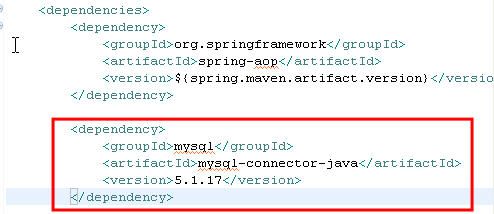 <dependencies>
<dependency>
<groupId>org.springframework</groupId>
<artifactId>spring-aop</artifactId>
<version>${spring.maven.artifact.version}</versio
</dependency>
<dependency>
<groupId>mysql</groupId>
<artifactId>mysql-connector-java</artifactId>
<version>5.1.17</version>
</dependency>